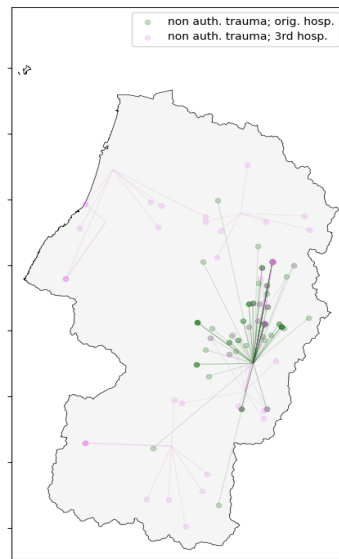 non auth. trauma; orig. hosp.
non auth. trauma; 3rd hosp.